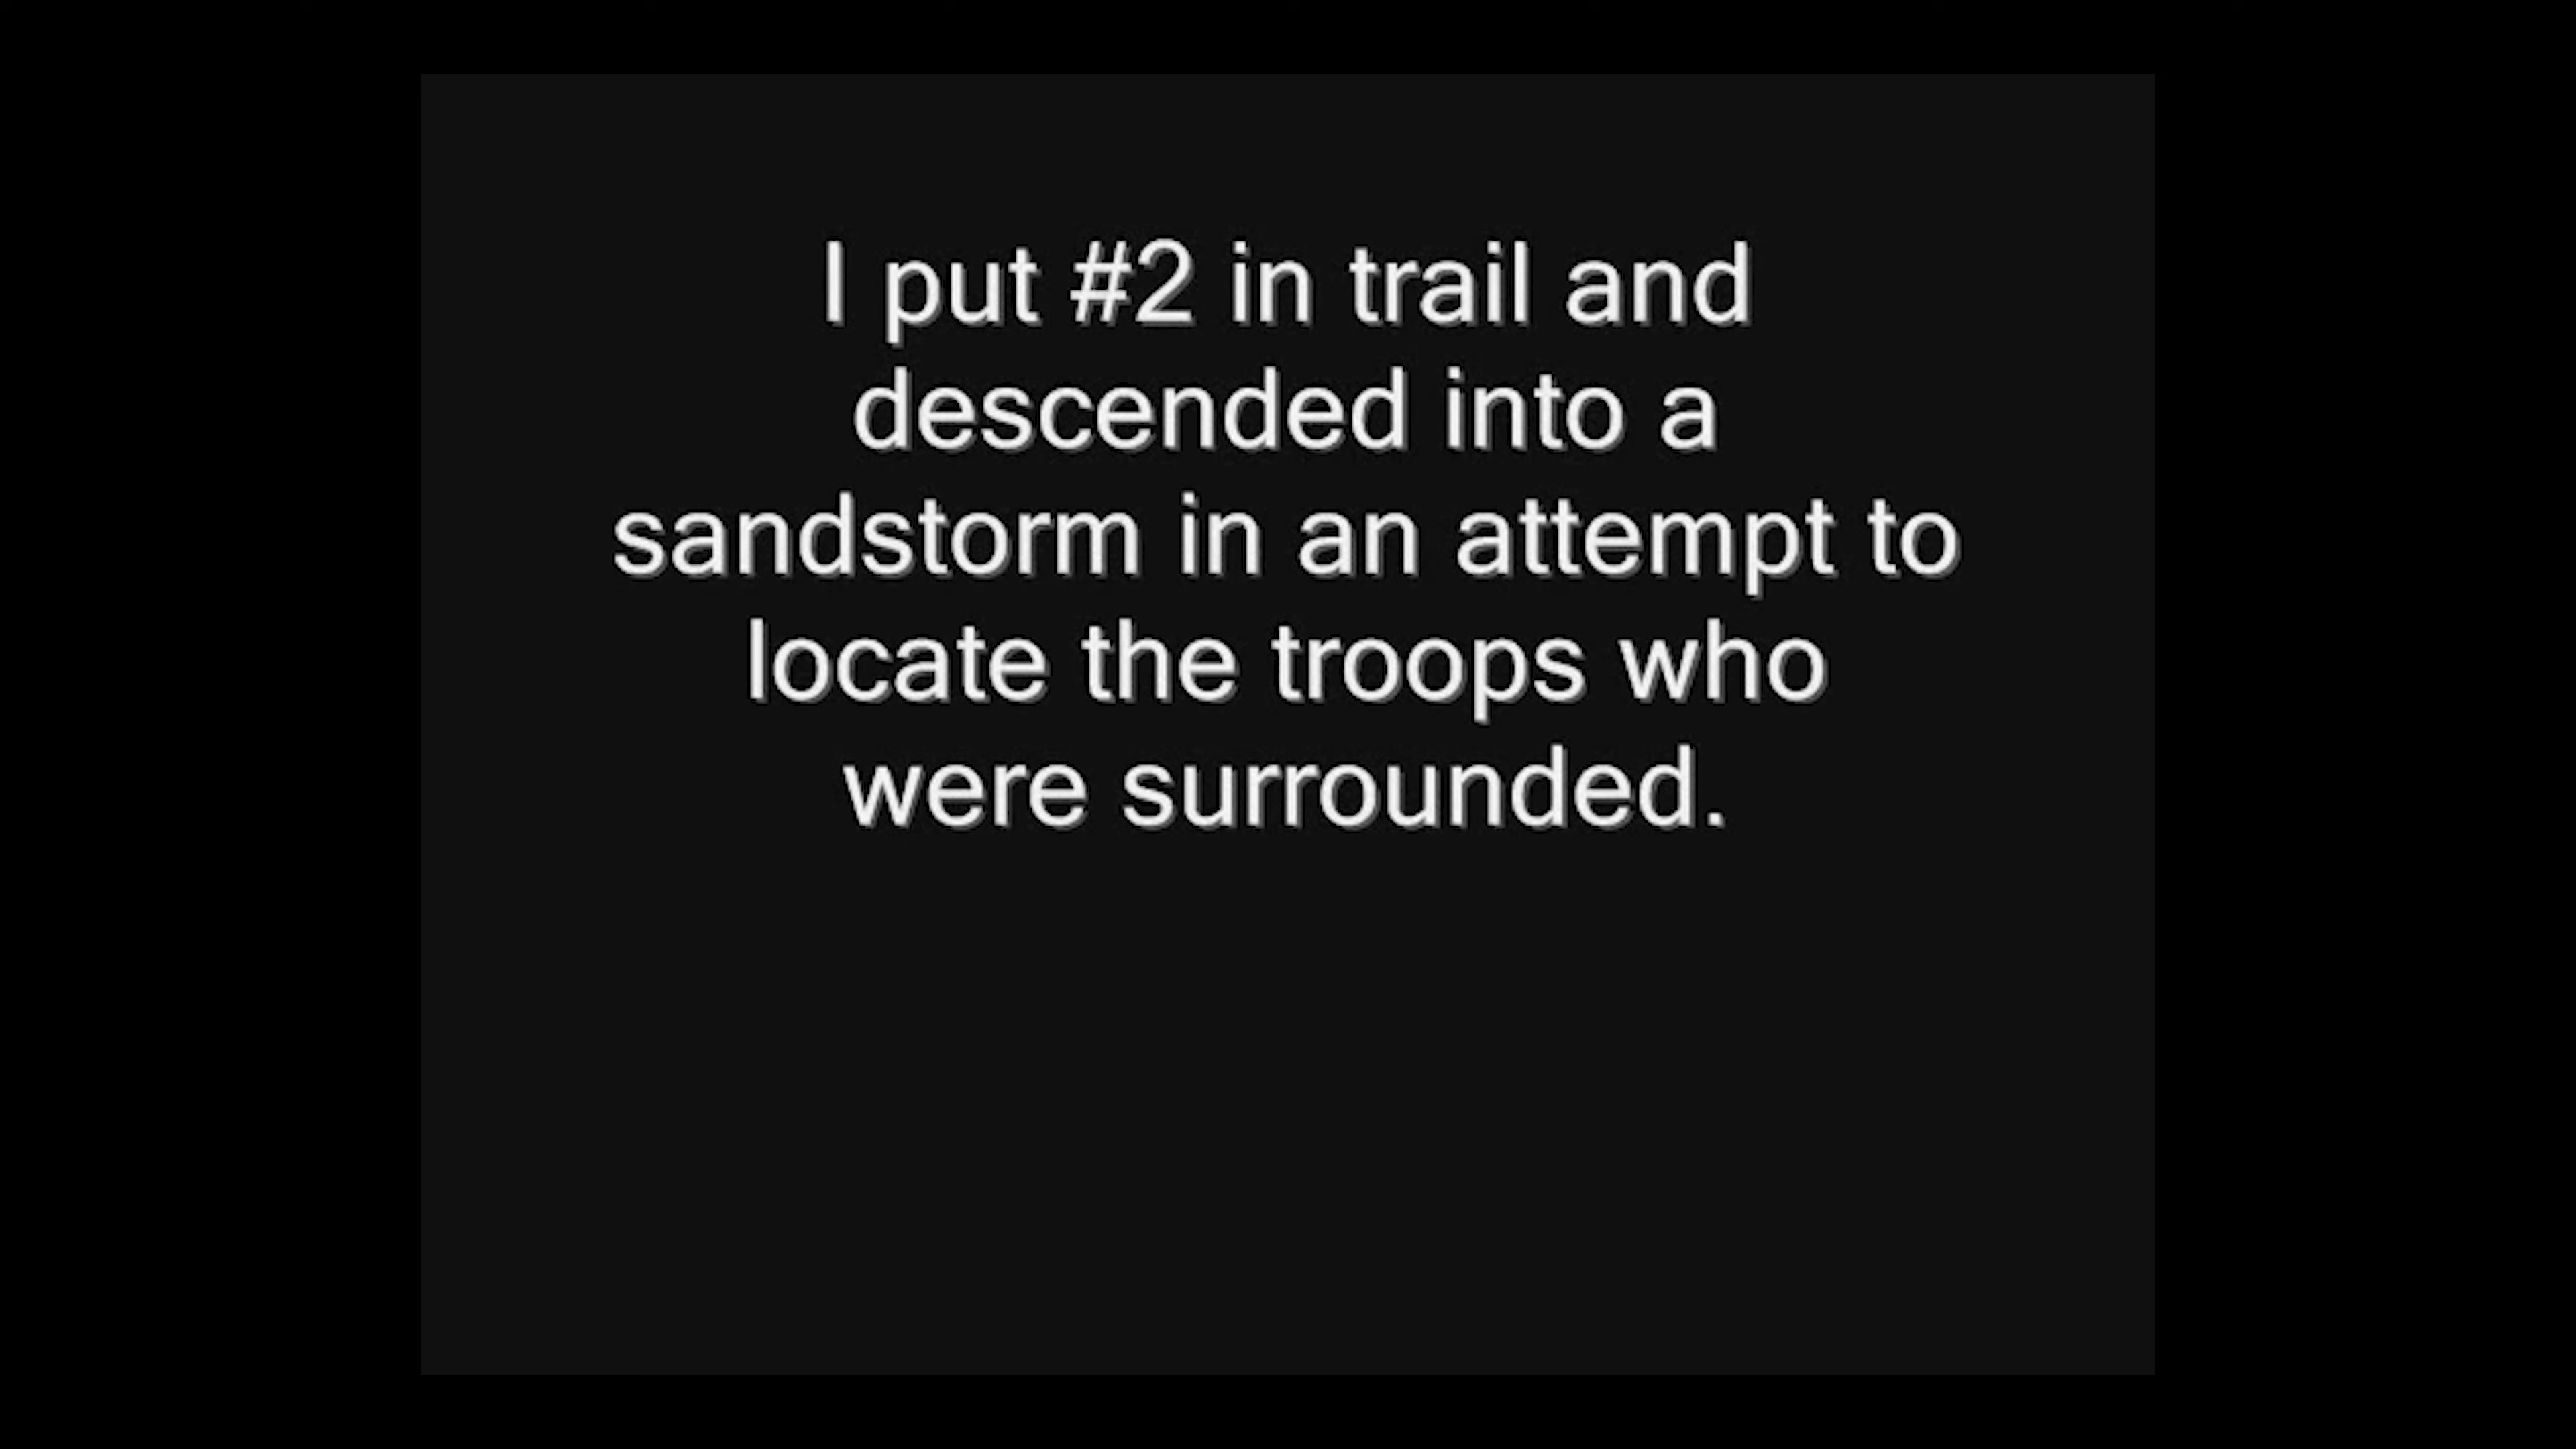 I put #2 in trail and
descended into a
sandstorm in an attempt to
locate the troops who
were surrounded.